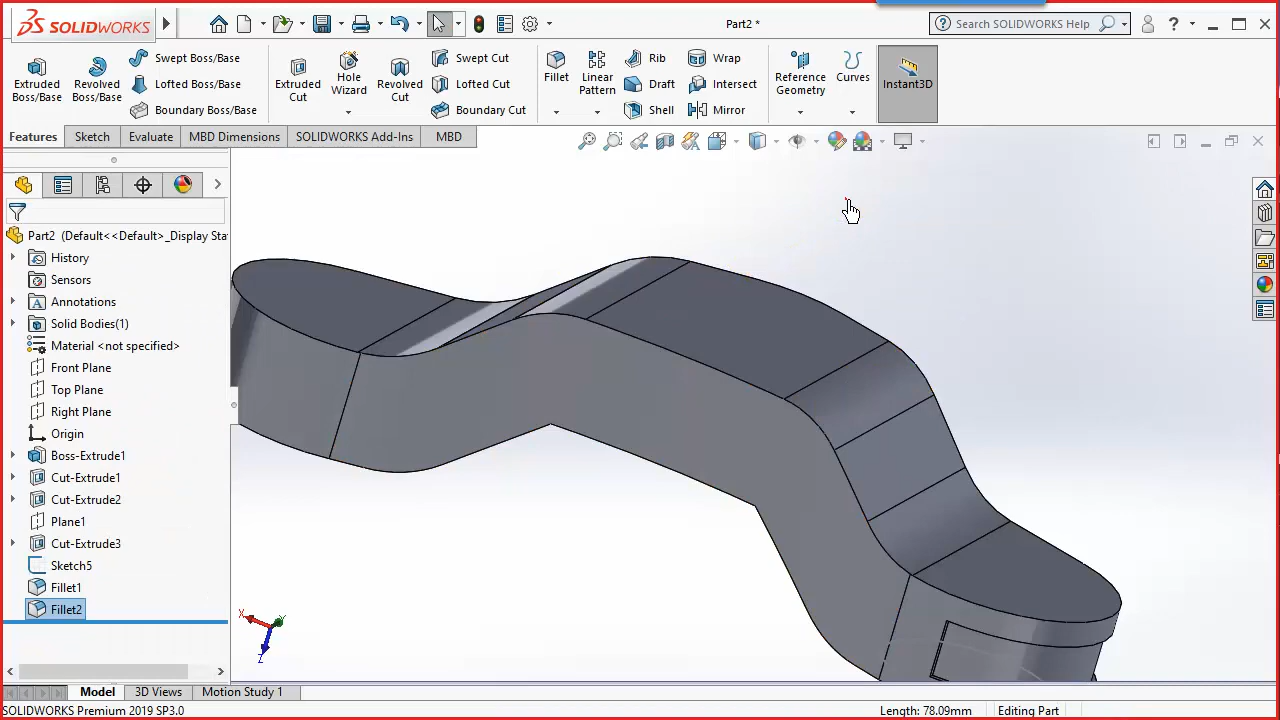 SOLIDWORKS
Part2 *
Search SOLIDWORKS Help
?
Extruded Boss/Base
Revolved Boss/Base
Swept Boss/Base
Lofted Boss/Base
Boundary Boss/Base
Extruded Cut
Hole Wizard
Revolved Cut
Swept Cut
Lofted Cut
Boundary Cut
Fillet
Linear Pattern
Rib
Draft
Shell
Wrap
Intersect
Mirror
Reference Geometry
Curves
Instant3D
Features
Sketch
Evaluate
MBD Dimensions
SOLIDWORKS Add-Ins
MBD
Part2 (Default<<Default>_Display Sta
History
Sensors
Annotations
Solid Bodies(1)
Material <not specified>
Front Plane
Top Plane
Right Plane
Origin
Boss-Extrude1
Cut-Extrude1
Cut-Extrude2
Plane1
Cut-Extrude3
Sketch5
Fillet1
Fillet2
X
Y
Z
Model
3D Views
Motion Study 1
SOLIDWORKS Premium 2019 SP3.0
Length: 78.09mm
Editing Part